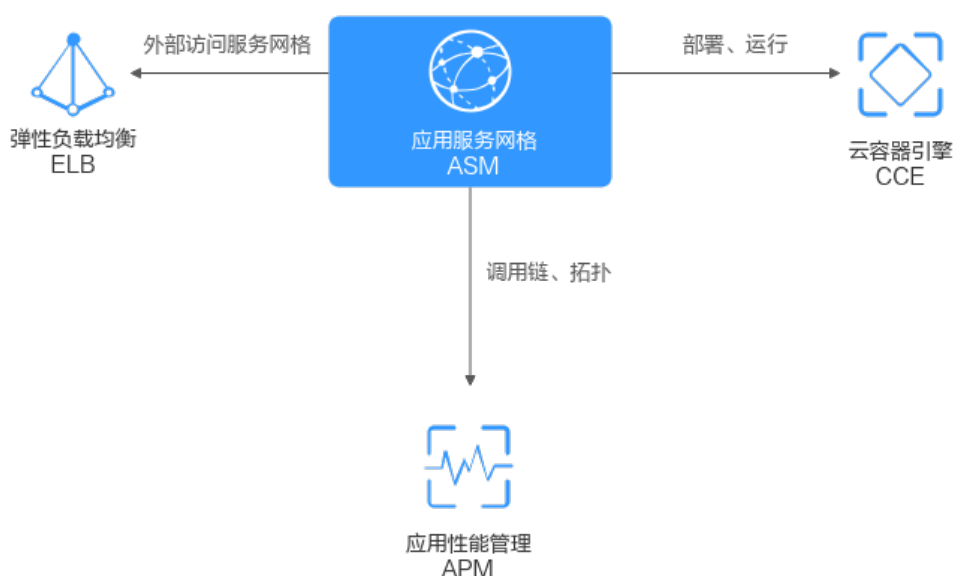 外部访问服务网格
部署、运行
弹性负载均衡
ELB
应用服务网格
ASM
云容器引擎
CCE
调用链、拓扑
应用性能管理
APM